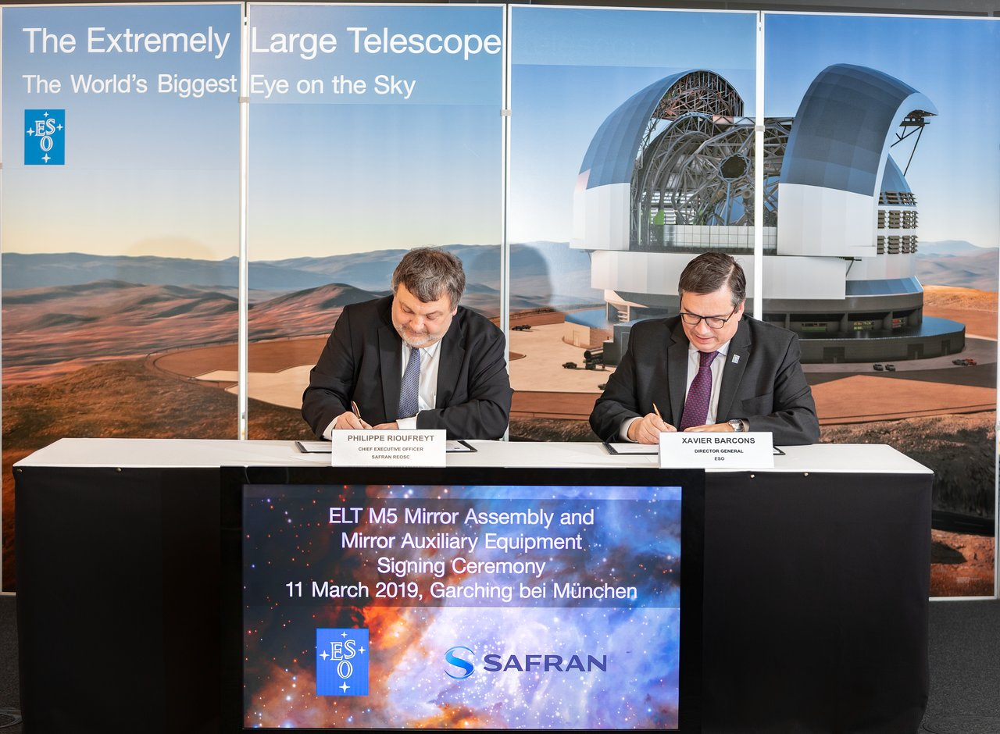 The Extremely Large Telescope
The World's Biggest Eye on the Sky
ES
O
PHILIPPE RIOUFREYT
CHIEF EXECUTIVE OFFICER
SAFRAN REOSC
XAVIER BARCONS
DIRECTOR GENERAL
ESO
ELT M5 Mirror Assembly and
Mirror Auxiliary Equipment
Signing Ceremony
11 March 2019, Garching bei München
ES
O
SAFRAN